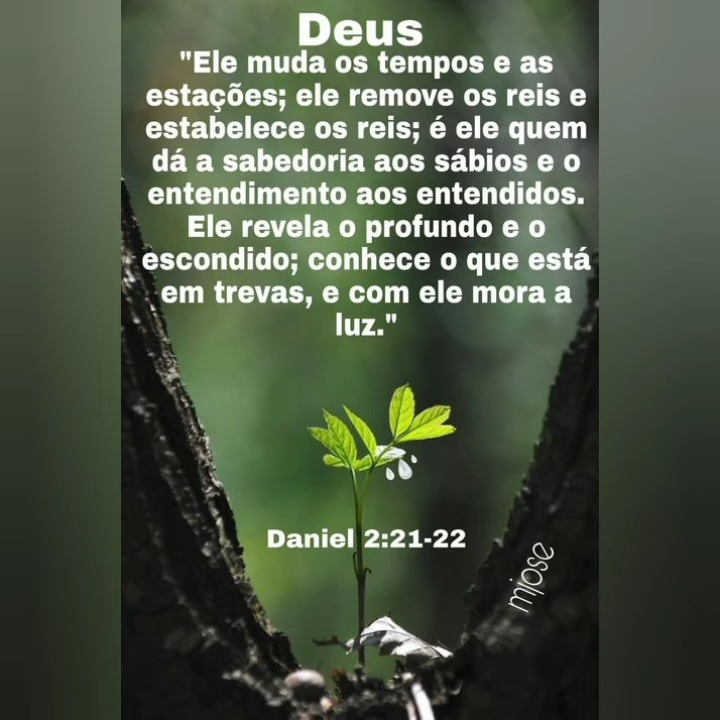 Deus
"Ele muda os tempos e as
estações; ele remove os reis e
estabelece os reis; é ele quem
dá a sabedoria aos sábios e o
entendimento aos entendidos.
Ele revela o profundo e o
escondido; conhece o que está
em trevas, e com ele mora a
luz."
Daniel 2:21-22
mjose